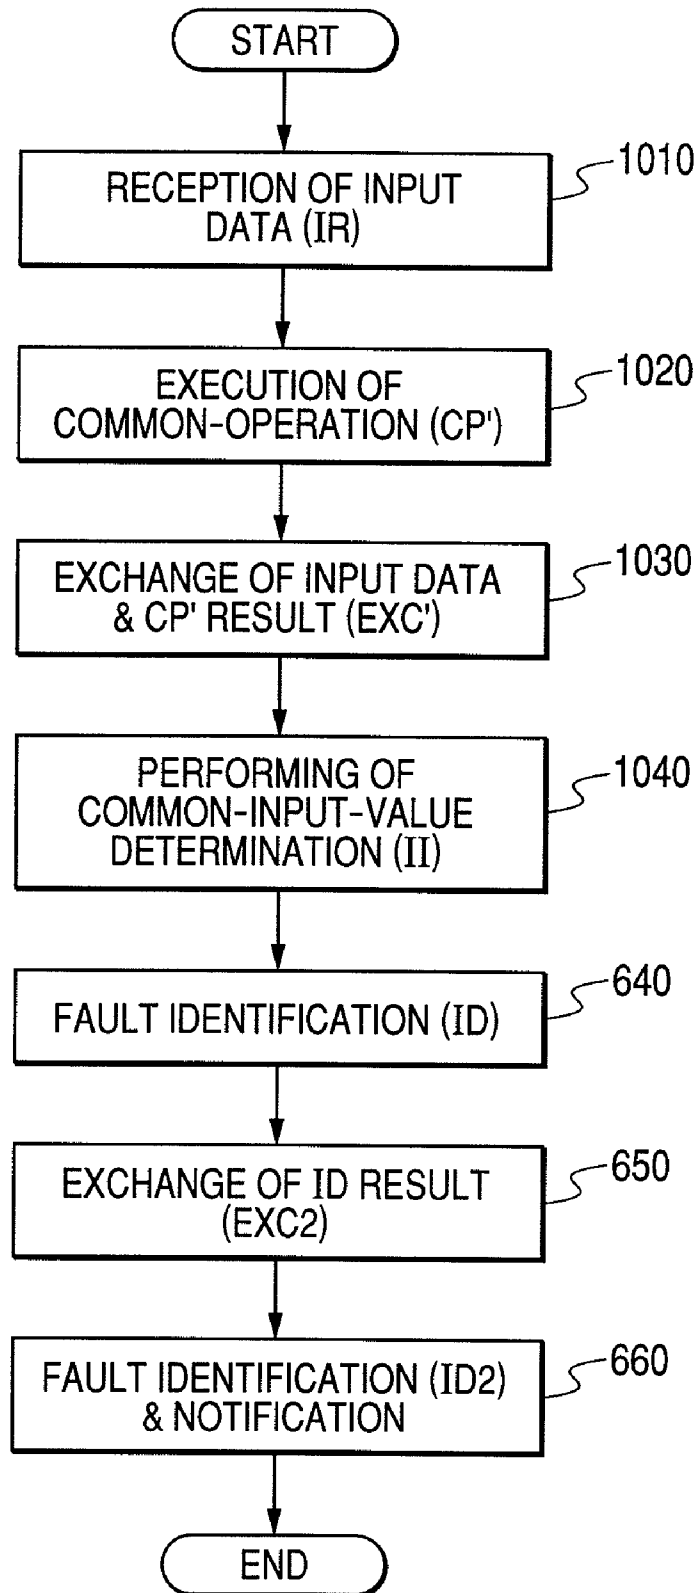 START
RECEPTION OF INPUT
DATA (IR)
1010
EXECUTION OF
COMMON-OPERATION (CP')
1020
EXCHANGE OF INPUT DATA
& CP' RESULT (EXC')
1030
PERFORMING OF
COMMON-INPUT-VALUE
DETERMINATION (II)
1040
FAULT IDENTIFICATION (ID)
640
EXCHANGE OF ID RESULT
(EXC2)
650
FAULT IDENTIFICATION (ID2)
& NOTIFICATION
660
END